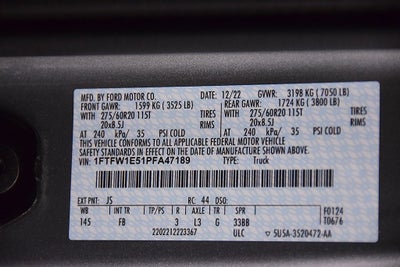 MFD. BY FORD MOTOR CO. DATE: 12/22 GVWR: 3198 KG (7050 LB)
FRONT GAWR: 1599 KG (3525 LB) REAR GAWR: 1724 KG (3800 LB)
WITH 275/60R20 115T TIRES WITH 275/60R20 115T TIRES
20x8.5J RIMS 20x8.5J RIMS
AT 240 kPa/ 35 PSI COLD AT 240 kPa/ 35 PSI COLD
THIS VEHICLE CONFORMS TO ALL APPLICABLE FEDERAL MOTOR VEHICLE
SAFETY STANDARDS IN EFFECT ON THE DATE OF MANUFACTURE SHOWN ABOVE.
VIN: 1FTFW1E51PFA47189 TYPE: Truck
EXT PNT: JS RC: 44 DSO:
WB INT TR TP/PS R AXLE TR SPR F0124
145 FB 3 L3 G 33BB T0676
2202212223367 ULC 5U5A-3520472-AA